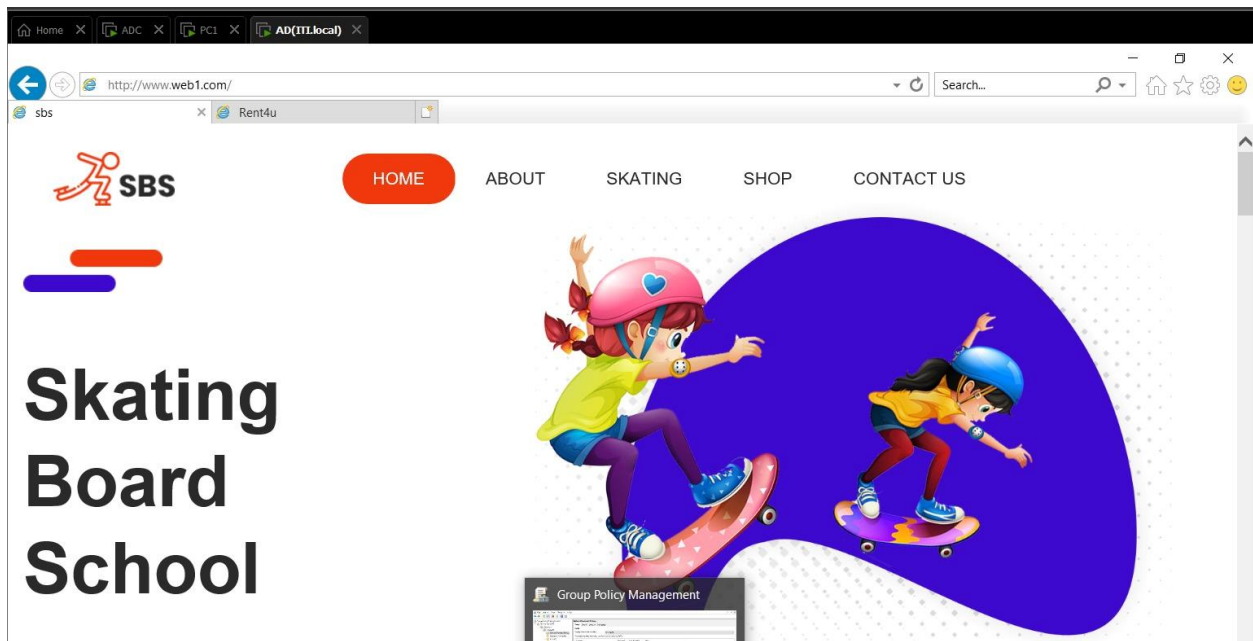 Home ADC PC1 AD(ITI.local)
http://www.web1.com/ Search...
sbs Rent4u
SBS HOME ABOUT SKATING SHOP CONTACT US
Skating
Board
School
Group Policy Management